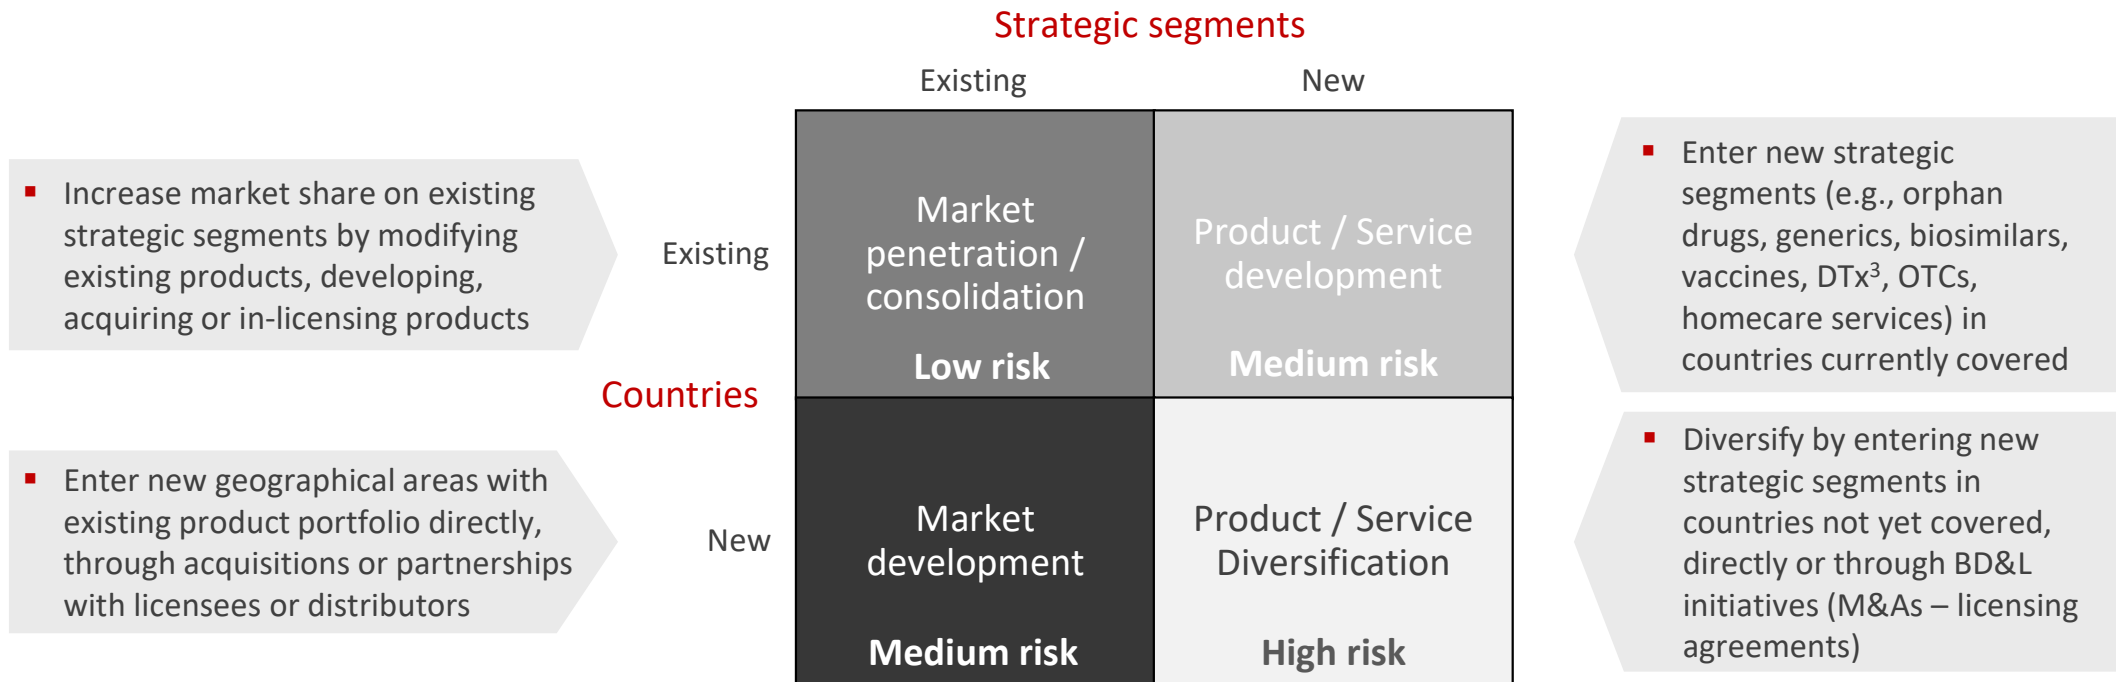 Strategic segments
Existing
New
▪ Increase market share on existing
strategic segments by modifying
existing products, developing,
acquiring or in-licensing products
Existing
Market
penetration /
consolidation
Low risk
Product / Service
development
Medium risk
▪ Enter new strategic
segments (e.g., orphan
drugs, generics, biosimilars,
vaccines, DTx³, OTCs,
homecare services) in
countries currently covered
Countries
▪ Enter new geographical areas with
existing product portfolio directly,
through acquisitions or partnerships
with licensees or distributors
New
Market
development
Medium risk
Product / Service
Diversification
High risk
▪ Diversify by entering new
strategic segments in
countries not yet covered,
directly or through BD&L
initiatives (M&As – licensing
agreements)